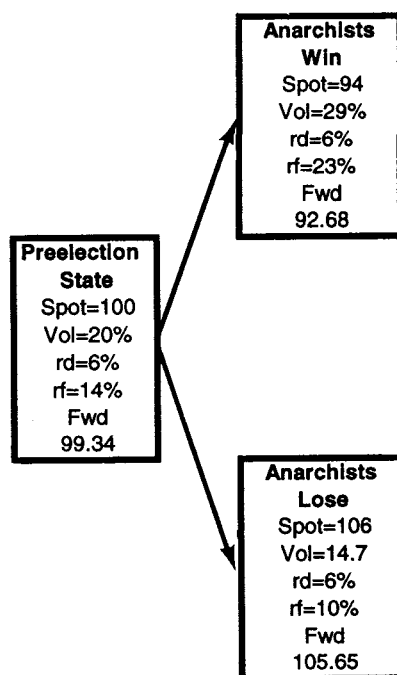 Anarchists
Win
Spot=94
Vol=29%
rd=6%
rf=23%
Fwd
92.68
Preelection
State
Spot=100
Vol=20%
rd=6%
rf=14%
Fwd
99.34
Anarchists
Lose
Spot=106
Vol=14.7
rd=6%
rf=10%
Fwd
105.65